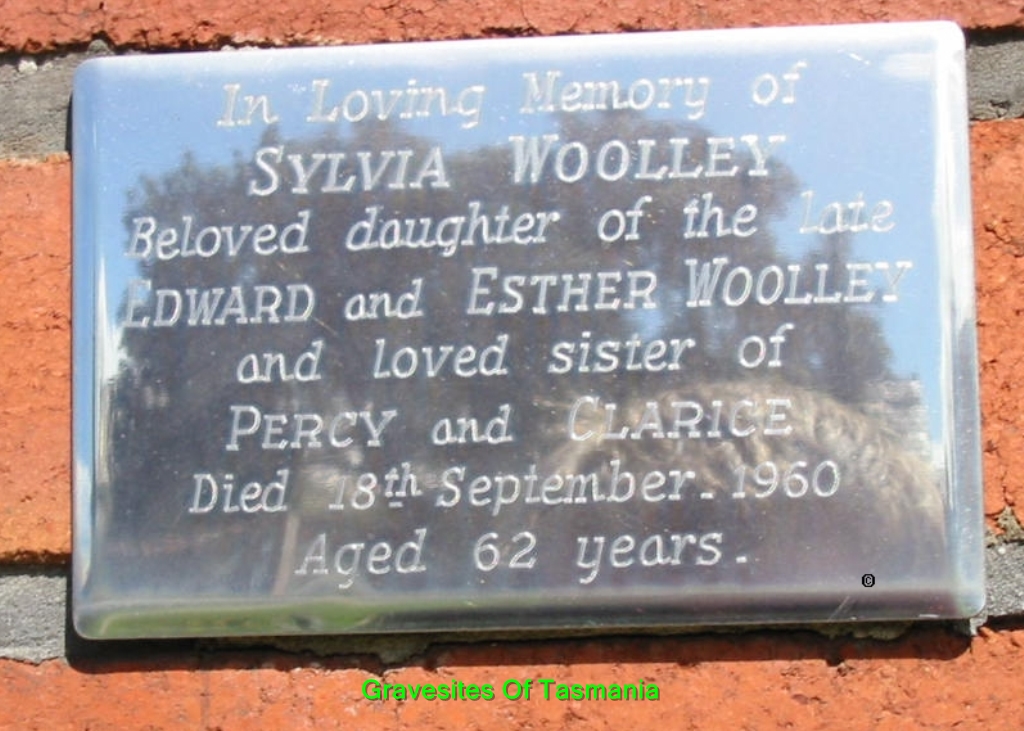 In Loving Memory of
SYLVIA WOOLLEY
Beloved daughter of the late
EDWARD and ESTHER WOOLLEY
and loved sister of
PERCY and CLARICE
Died 18th September. 1960
Aged 62 years.
©
Gravesites Of Tasmania